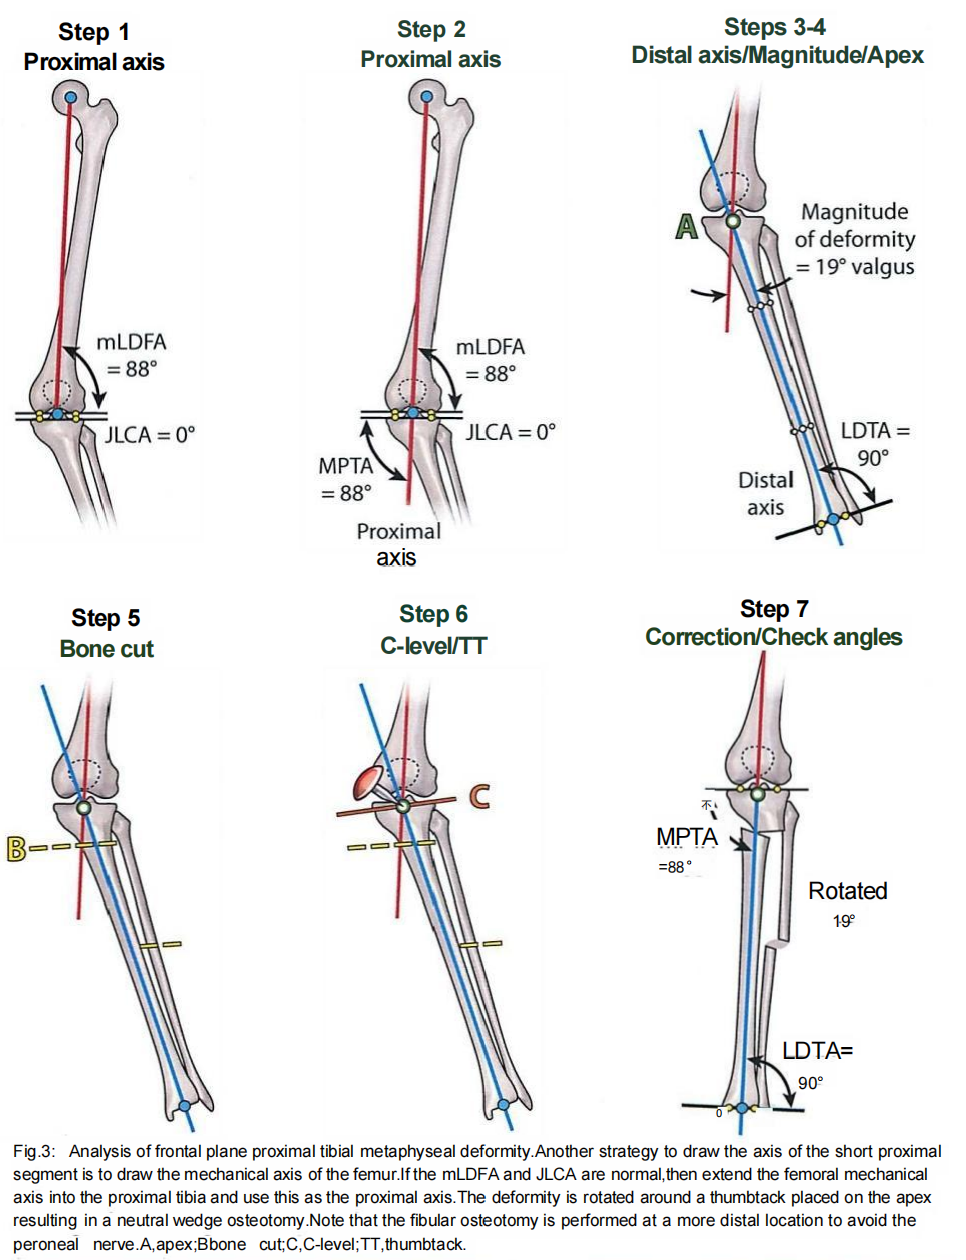 Step 1
Proximal axis
mLDFA
= 88°
JLCA = 0°
Step 2
Proximal axis
mLDFA
= 88°
JLCA = 0°
MPTA
= 88°
Proximal
axis
Steps 3-4
Distal axis/Magnitude/Apex
A
Magnitude
of deformity
= 19° valgus
LDTA =
90°
Distal
axis
Step 5
Bone cut
B
Step 6
C-level/TT
C
Step 7
Correction/Check angles
不
MPTA
=88°
Rotated
19°
LDTA=
90°
0
Fig.3: Analysis of frontal plane proximal tibial metaphyseal deformity.Another strategy to draw the axis of the short proximal
segment is to draw the mechanical axis of the femur.If the mLDFA and JLCA are normal,then extend the femoral mechanical
axis into the proximal tibia and use this as the proximal axis.The deformity is rotated around a thumbtack placed on the apex
resulting in a neutral wedge osteotomy.Note that the fibular osteotomy is performed at a more distal location to avoid the
peroneal nerve.A,apex;Bbone cut;C,C-level;TT,thumbtack.